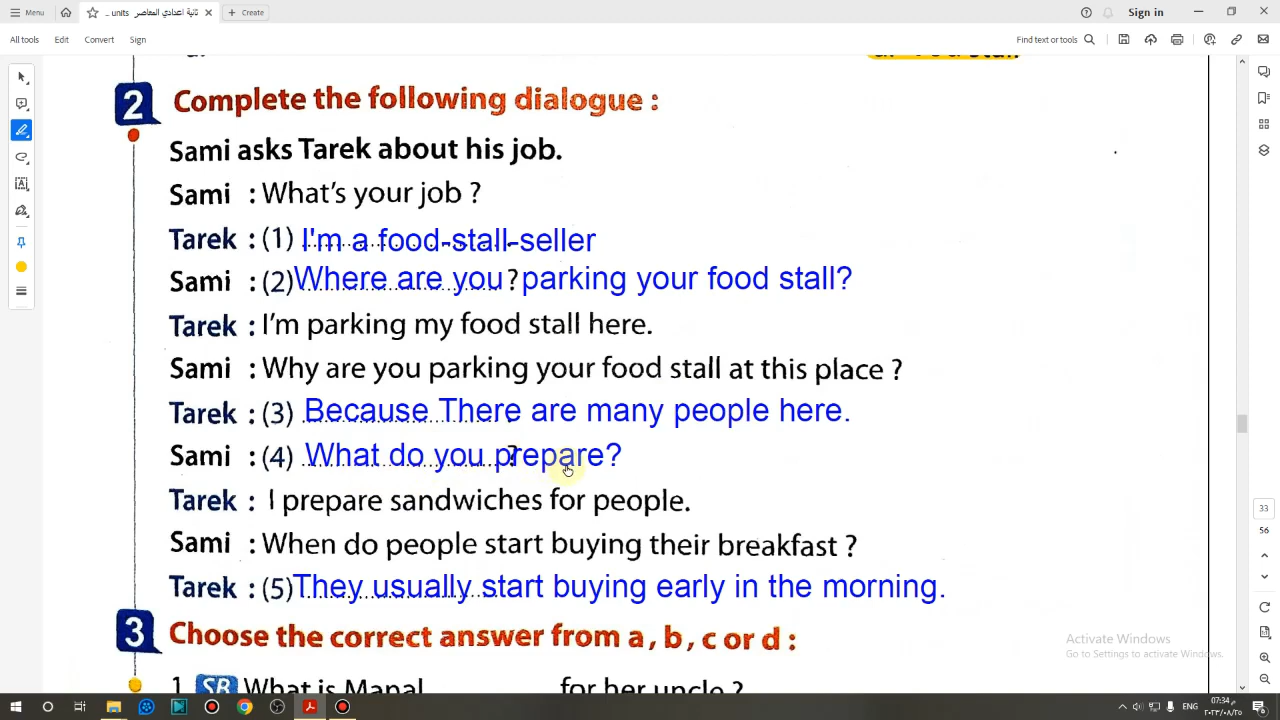 Menu
units ثانية اعدادي المعاصر
Create
Sign in
All tools
Edit
Convert
Sign
Find text or tools
2 Complete the following dialogue :
Sami asks Tarek about his job.
Sami : What's your job ?
Tarek : (1) I'm a food-stall-seller
Sami : (2) Where are you ? parking your food stall?
Tarek : I'm parking my food stall here.
Sami : Why are you parking your food stall at this place ?
Tarek : (3) Because There are many people here.
Sami : (4) What do you prepare?
Tarek : I prepare sandwiches for people.
Sami : When do people start buying their breakfast ?
Tarek : (5) They usually start buying early in the morning.
3 Choose the correct answer from a , b , c or d :
1. SB What is Manal for her uncle ?
33
56
Activate Windows
Go to Settings to activate Windows.
ENG
07:34 م
٢٠٢٣/٠٨/٢٥